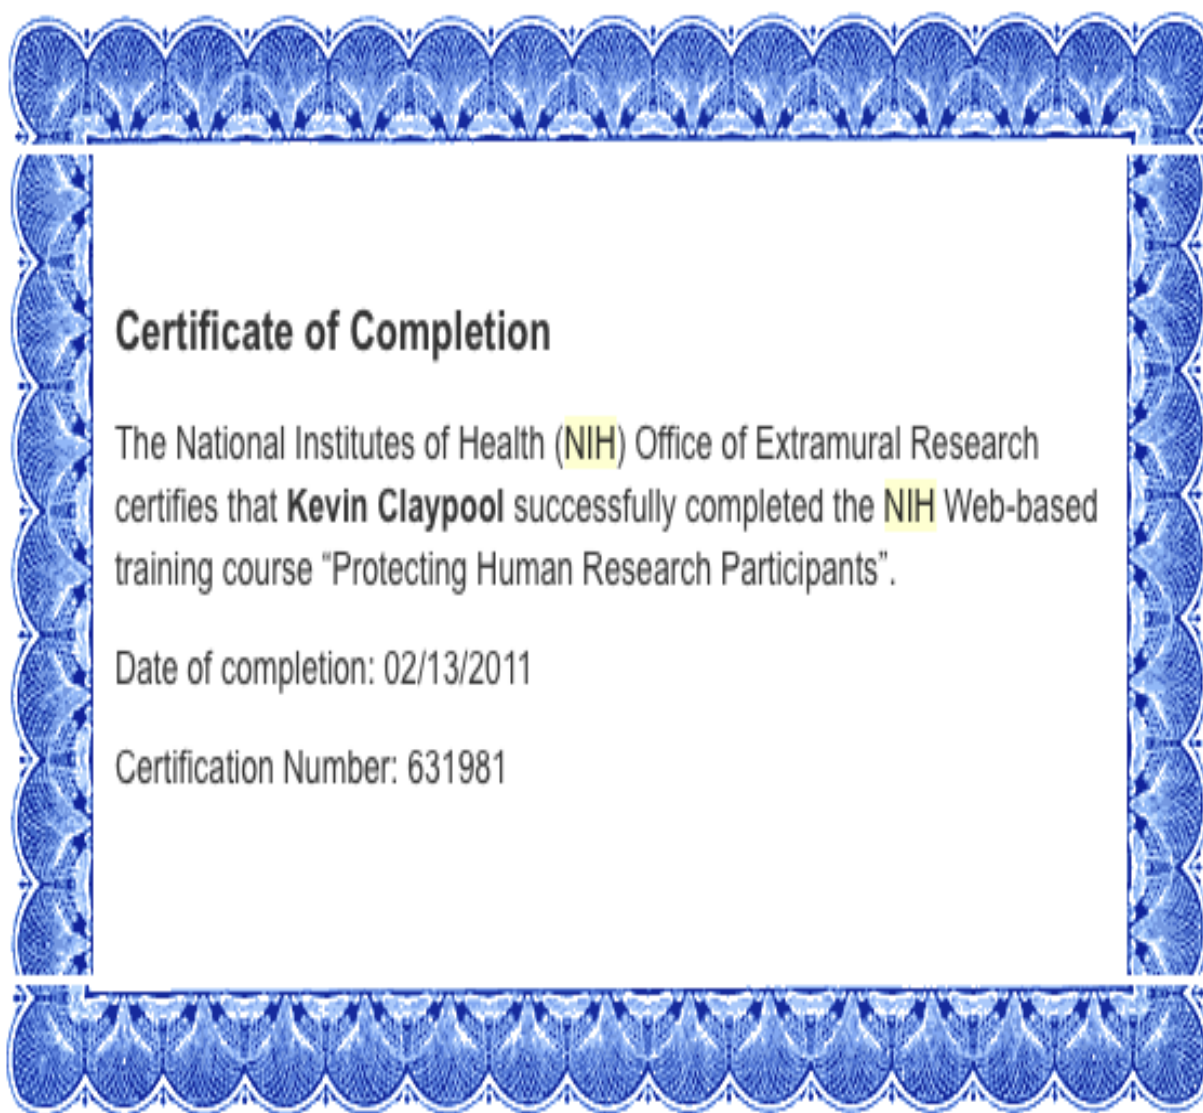 Certificate of Completion
The National Institutes of Health (NIH) Office of Extramural Research
certifies that Kevin Claypool successfully completed the NIH Web-based
training course “Protecting Human Research Participants”.
Date of completion: 02/13/2011
Certification Number: 631981